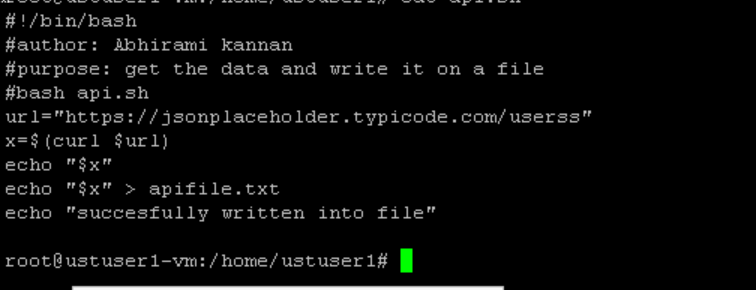 #!/bin/bash
#author: Abhirami kannan
#purpose: get the data and write it on a file
#bash api.sh
url="https://jsonplaceholder.typicode.com/userss"
x=$(curl $url)
echo "$x"
echo "$x" > apifile.txt
echo "succesfully written into file"
root@ustuser1-vm:/home/ustuser1#